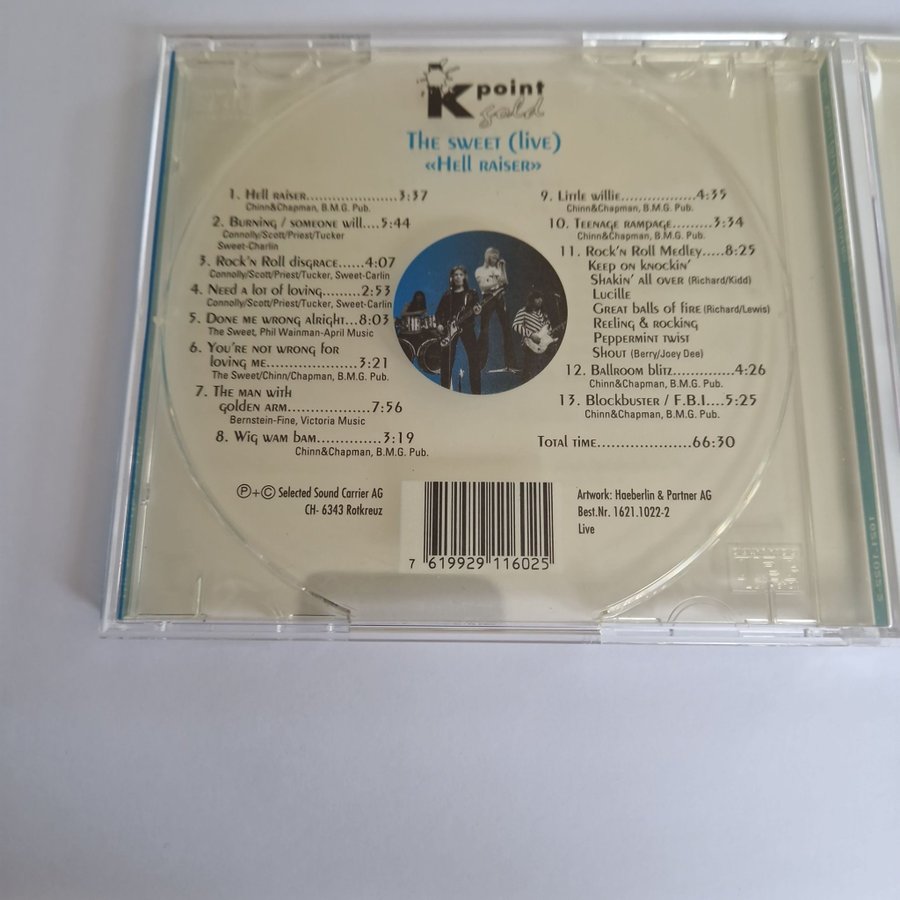 K point
gold
The sweet (live)
«Hell raiser»
1. Hell raiser......................3:37
Chinn&Chapman, B.M.G. Pub.
2. Burning / someone will....5:44
Connolly/Scott/Priest/Tucker
Sweet-Charlin
3. Rock'n Roll disgrace......4:07
Connolly/Scott/Priest/Tucker, Sweet-Carlin
4. Need a lot of loving.........2:53
Connolly/Scott/Priest/Tucker, Sweet-Carlin
5. Done me wrong alright...8:03
The Sweet, Phil Wainman-April Music
6. You're not wrong for
loving me....................3:21
The Sweet/Chinn/Chapman, B.M.G. Pub.
7. The man with
golden arm..................7:56
Bernstein-Fine, Victoria Music
8. Wig wam bam..............3:19
Chinn&Chapman, B.M.G. Pub.
9. Little willie....................4:35
Chinn&Chapman, B.M.G. Pub.
10. Teenage rampage.........3:34
Chinn&Chapman, B.M.G. Pub.
11. Rock'n Roll Medley.....8:25
Keep on knockin'
Shakin' all over (Richard/Kidd)
Lucille
Great balls of fire (Richard/Lewis)
Reeling & rocking
Peppermint twist
Shout (Berry/Joey Dee)
12. Ballroom blitz.............4:26
Chinn&Chapman, B.M.G. Pub.
13. Blockbuster / F.B.I....5:25
Chinn&Chapman, B.M.G. Pub.
Total time.....................66:30
Ⓟ+Ⓒ Selected Sound Carrier AG
CH- 6343 Rotkreuz
7 619929 116025
Artwork: Haeberlin & Partner AG
Best.Nr. 1621.1022-2
Live